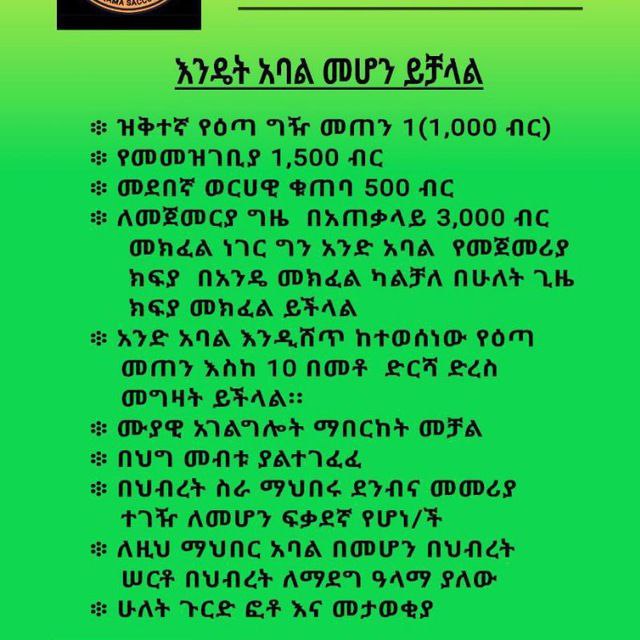 AMA SACCO
እንዴት አባል መሆን ይቻላል
፨ ዝቅተኛ የዕጣ ግዥ መጠን 1(1,000 ብር)
፨ የመመዝገቢያ 1,500 ብር
፨ መደበኛ ወርሀዊ ቁጠባ 500 ብር
፨ ለመጀመርያ ግዜ በአጠቃላይ 3,000 ብር
መክፈል ነገር ግን አንድ አባል የመጀመሪያ
ክፍያ በአንዴ መክፈል ካልቻለ በሁለት ጊዜ
ክፍያ መክፈል ይችላል
፨ አንድ አባል እንዲሸጥ ከተወሰነው የዕጣ
መጠን እስከ 10 በመቶ ድርሻ ድረስ
መግዛት ይችላል።
፨ ሙያዊ አገልግሎት ማበርከት መቻል
፨ በህግ መብቱ ያልተገፈፈ
፨ በህብረት ስራ ማህበሩ ደንብና መመሪያ
ተገዥ ለመሆን ፍቃደኛ የሆነ/ች
፨ ለዚህ ማህበር አባል በመሆን በህብረት
ሠርቶ በህብረት ለማደግ ዓላማ ያለው
፨ ሁለት ጉርድ ፎቶ እና መታወቂያ